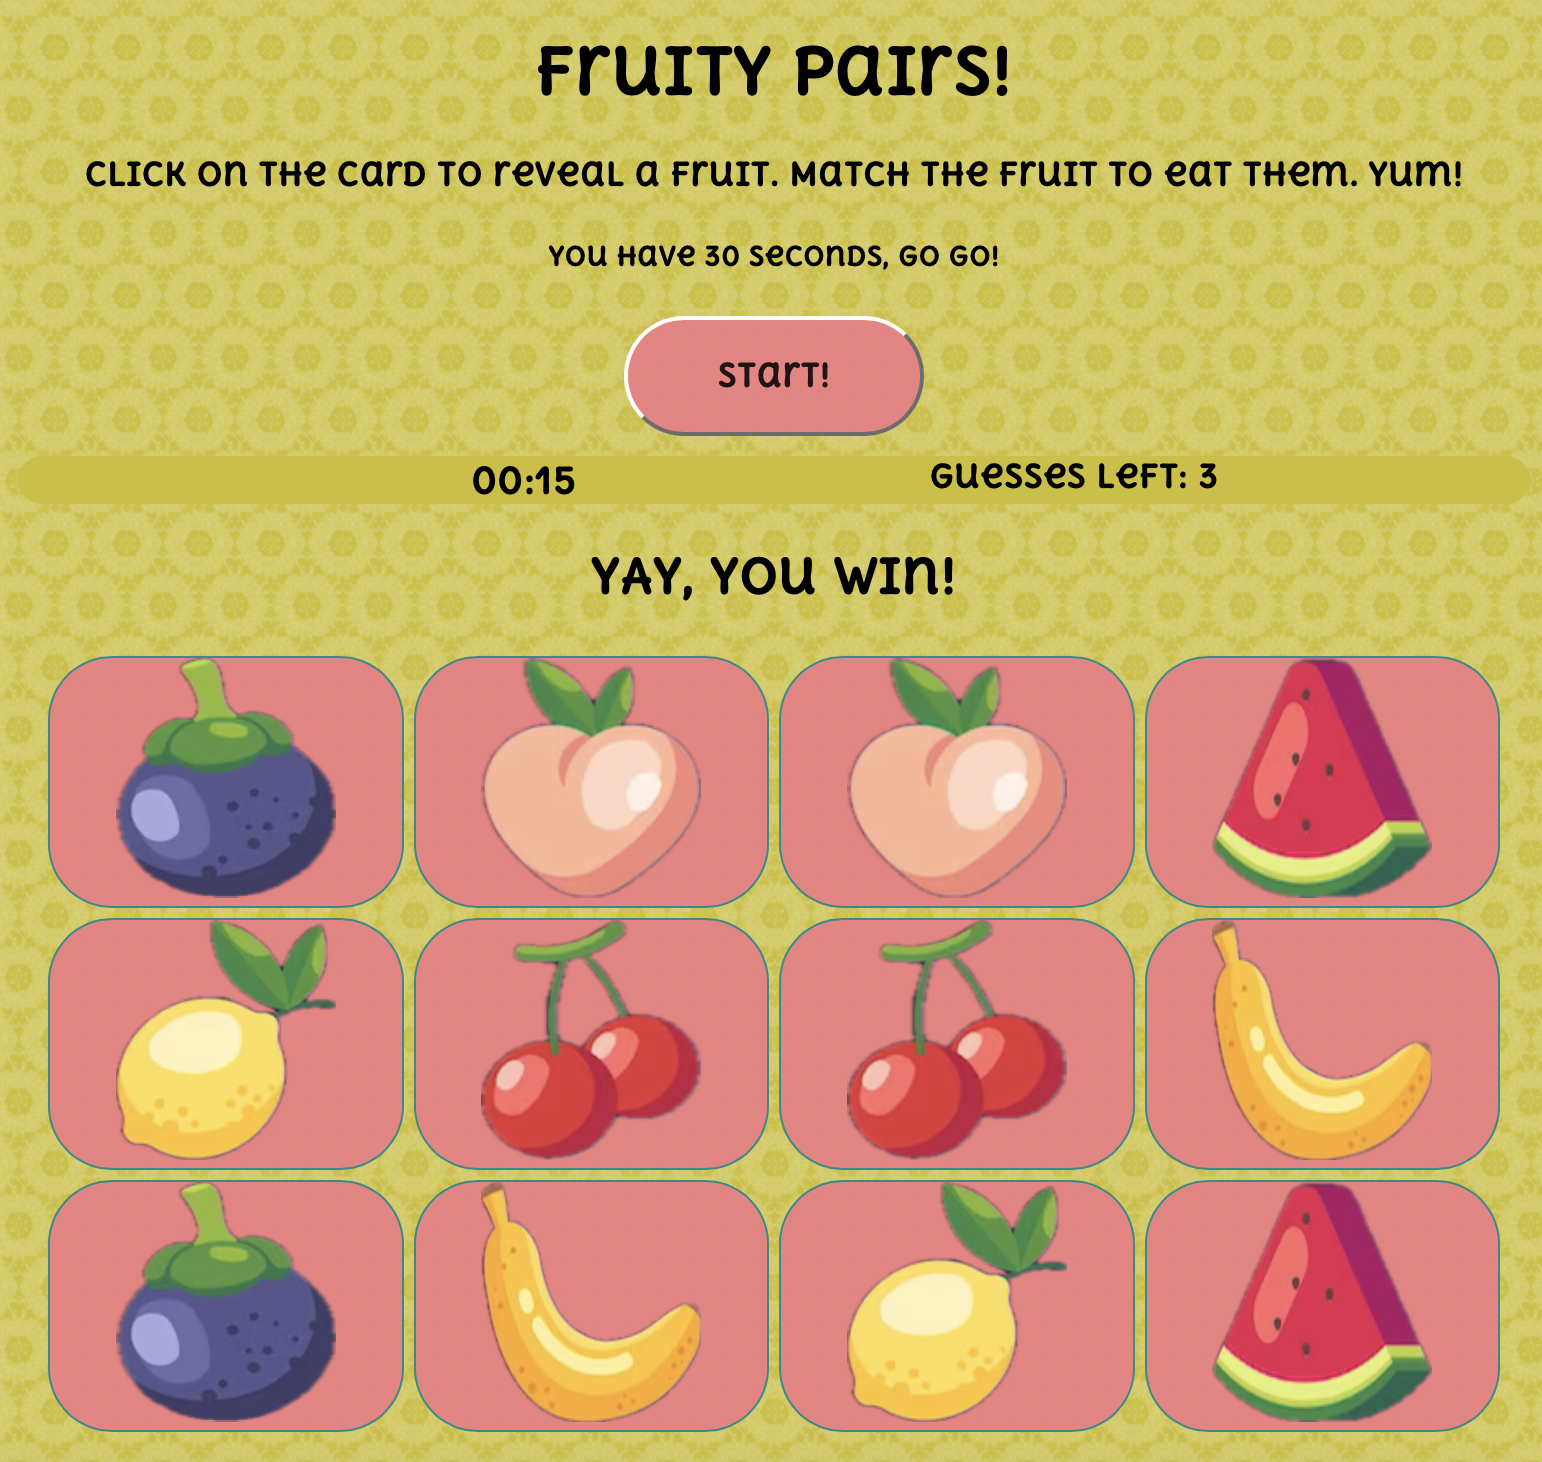 Fruity Pairs!
Click on the card to reveal a fruit. Match the fruit to eat them. Yum!
You have 30 seconds, go go!
Start!
00:15
Guesses Left: 3
YAY, YOU WIN!